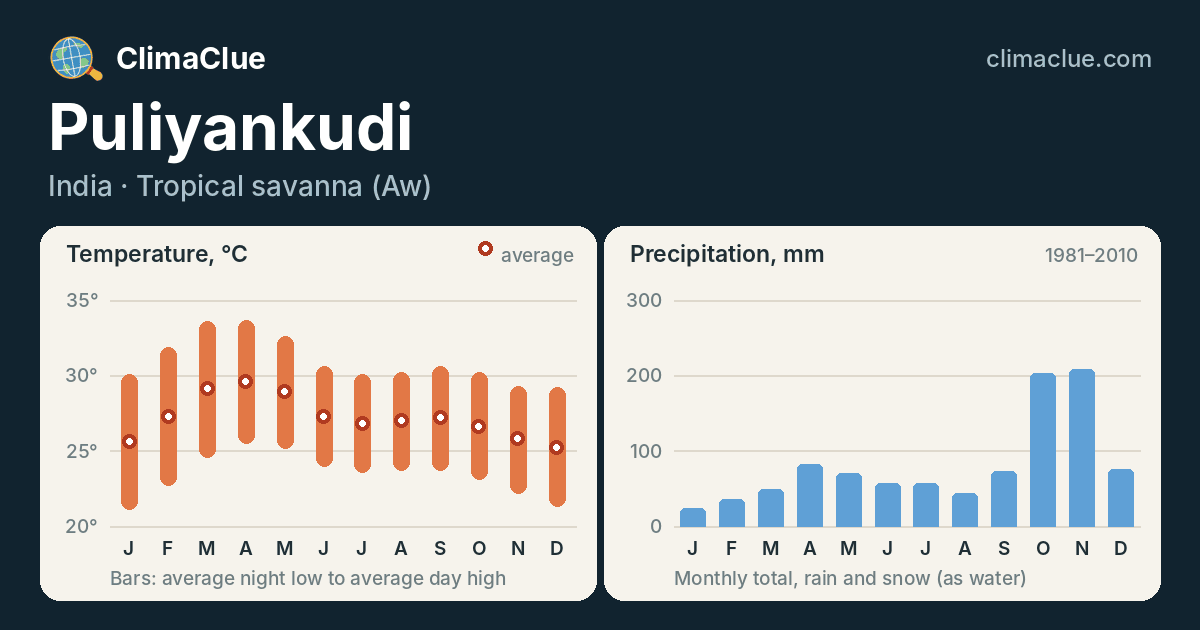 ClimaClue
climaclue.com
Puliyankudi
India · Tropical savanna (Aw)
Temperature, °C
average
35°
30°
25°
20°
J F M A M J J A S O N D
Bars: average night low to average day high
Precipitation, mm
1981–2010
300
200
100
0
J F M A M J J A S O N D
Monthly total, rain and snow (as water)